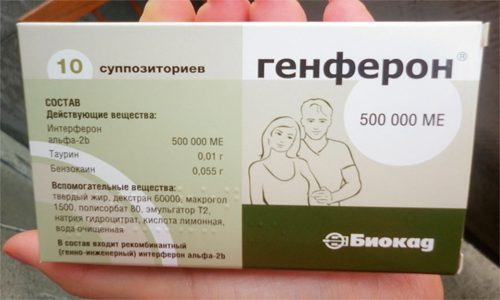 10 суппозиториев
СОСТАВ
Действующие вещества:
Интерферон
альфа-2b 500 000 МЕ
Таурин 0,01 г
Бензокаин 0,055 г
Вспомогательные вещества:
твердый жир, декстран 60000, макрогол
1500, полисорбат 80, эмульгатор Т2,
натрия гидроцитрат, кислота лимонная,
вода очищенная
В состав входит рекомбинантный
(генно-инженерный) интерферон альфа-2b
генферон®
500 000 МЕ
Биокад